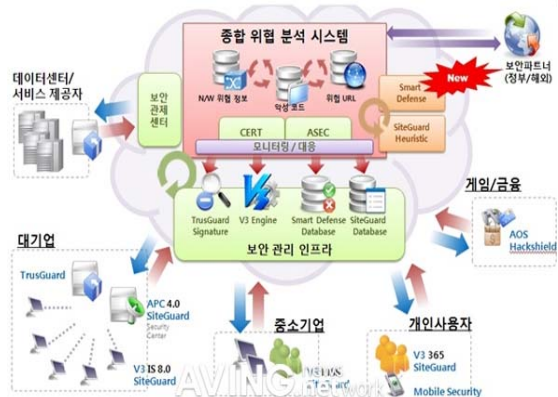 종합 위협 분석 시스템
N/W 위협 정보
악성 코드
위협 URL
CERT
ASEC
모니터링 / 대응
보안
관제
센터
데이터센터/
서비스 제공자
New
Smart
Defense
SiteGuard
Heuristic
보안파트너
(정부/해외)
TrusGuard
Signature
V3 Engine
Smart Defense
Database
SiteGuard
Database
보안 관리 인프라
게임/금융
AOS
Hackshield
대기업
TrusGuard
APC 4.0
SiteGuard
Security
Center
V3 IS 8.0
SiteGuard
중소기업
개인사용자
V3 365
SiteGuard
Mobile Security
AVING network